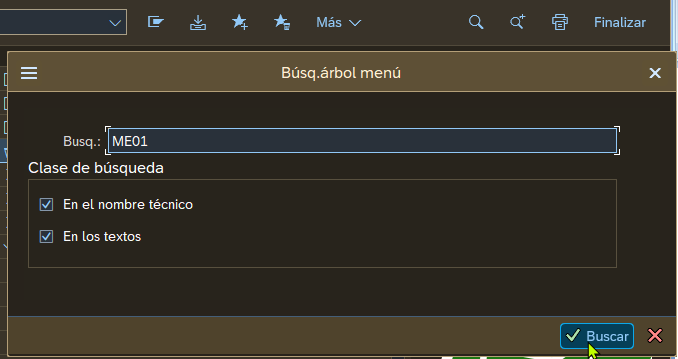 Más
Finalizar
Búsq.árbol menú
Busq.: ME01
Clase de búsqueda
En el nombre técnico
En los textos
Buscar